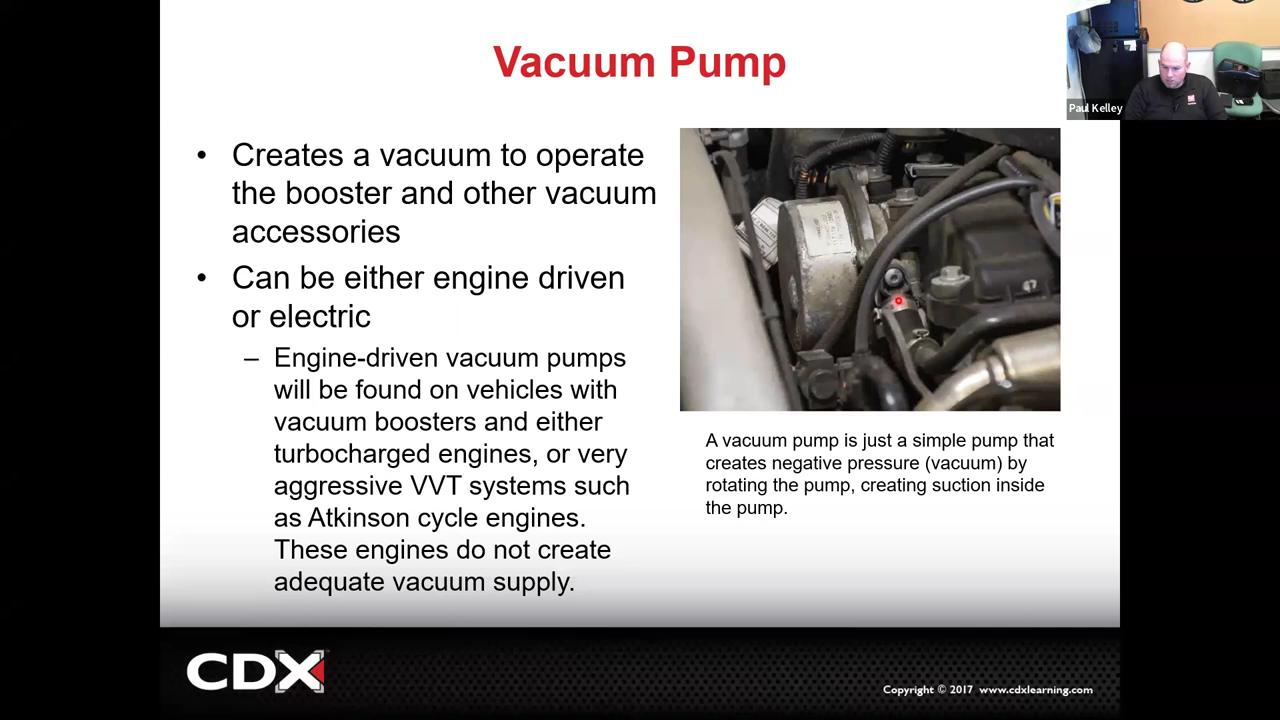 Vacuum Pump
Paul Kelley
• Creates a vacuum to operate
the booster and other vacuum
accessories
• Can be either engine driven
or electric
– Engine-driven vacuum pumps
will be found on vehicles with
vacuum boosters and either
turbocharged engines, or very
aggressive VVT systems such
as Atkinson cycle engines.
These engines do not create
adequate vacuum supply.
A vacuum pump is just a simple pump that
creates negative pressure (vacuum) by
rotating the pump, creating suction inside
the pump.
CDX
Copyright © 2017 www.cdxlearning.com